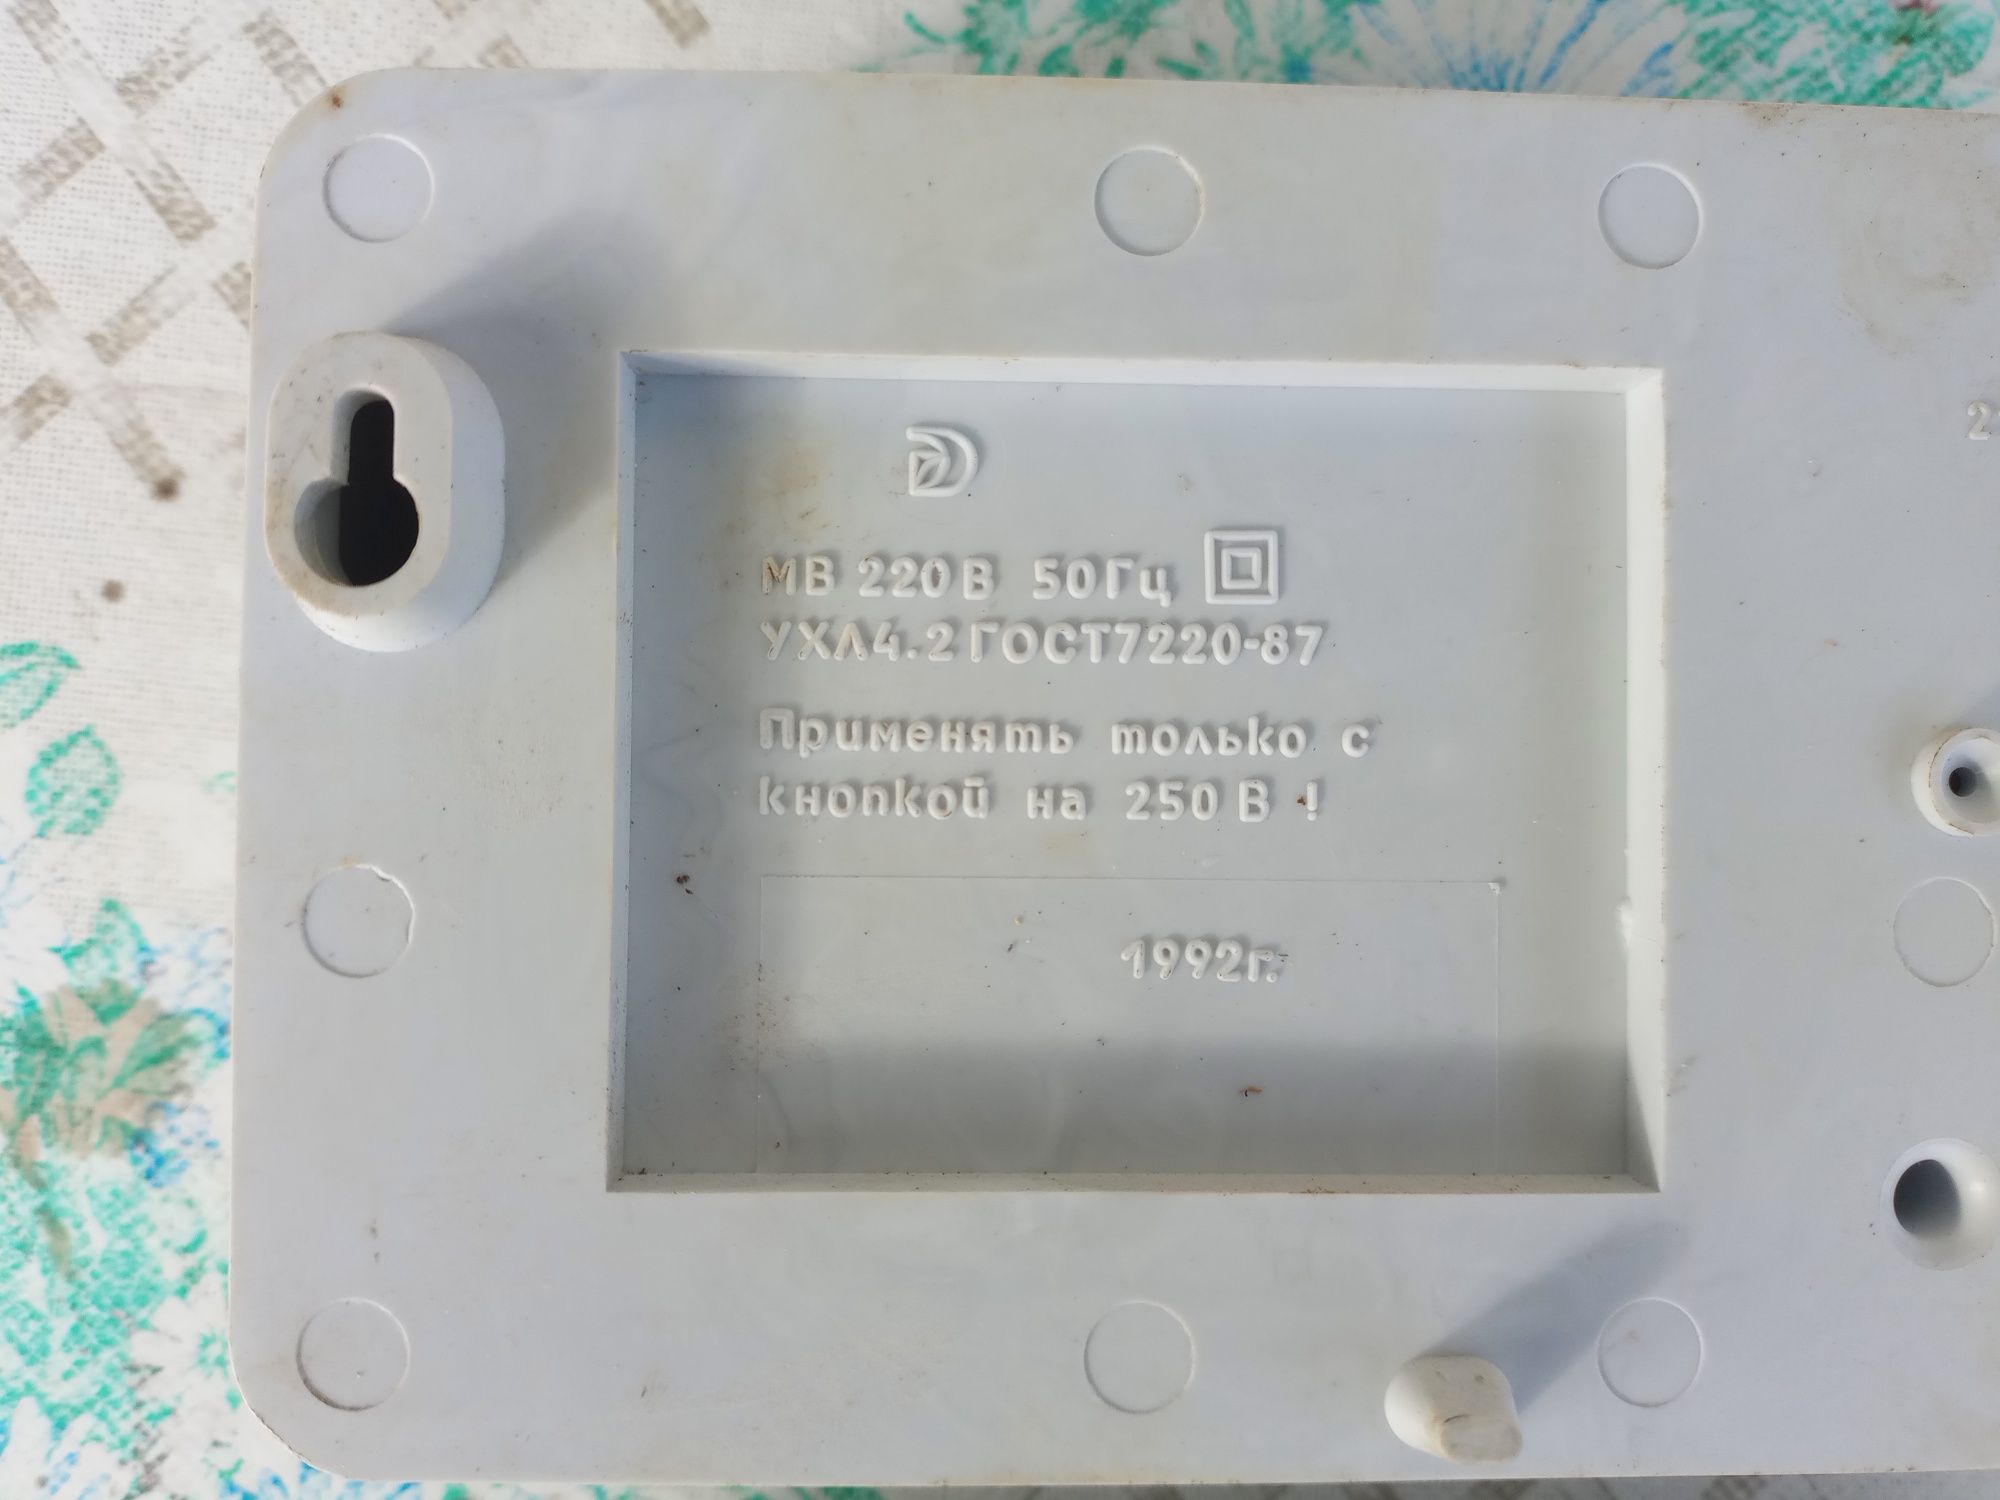 МВ 220В 50Гц
УХЛ4.2 ГОСТ7220-87
Применять только с
кнопкой на 250 В !
1992г.